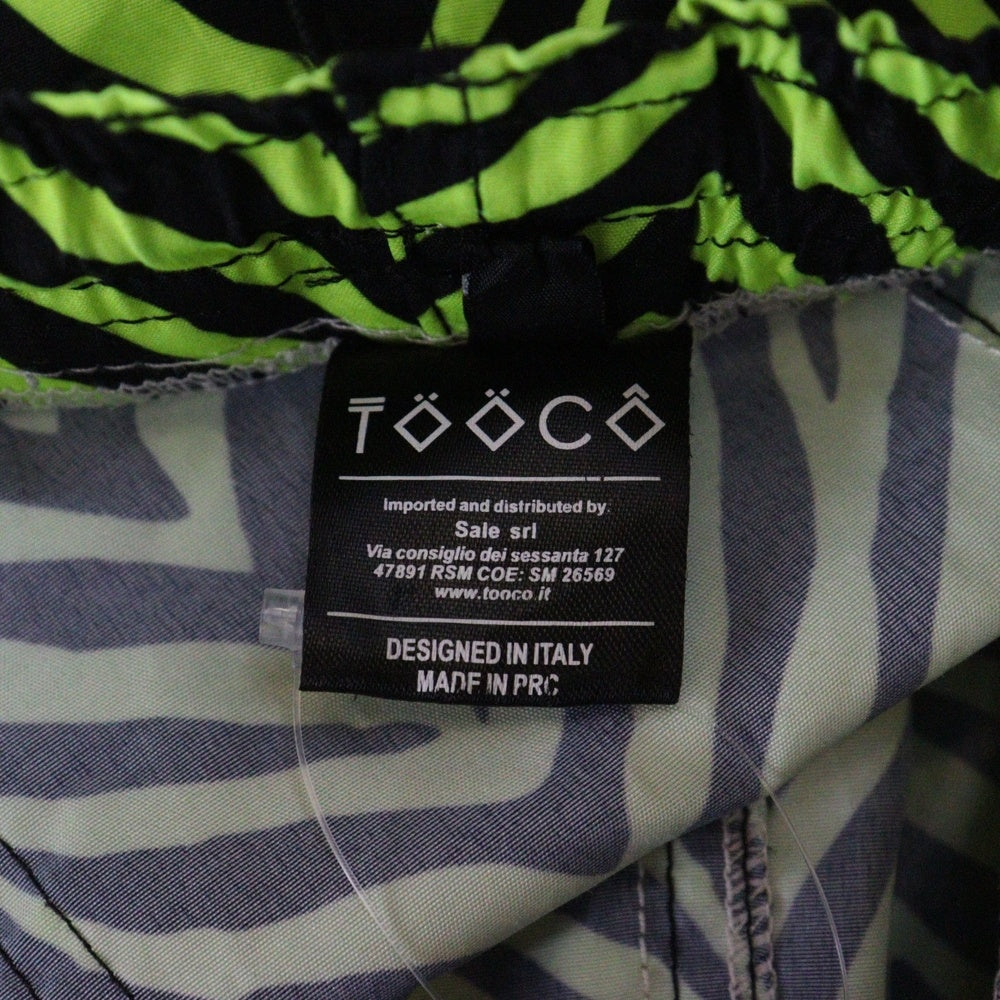 TÖÖCÔ
Imported and distributed by:
Sale srl
Via consiglio dei sessanta 127
47891 RSM COE: SM 26569
www.tooco.it
DESIGNED IN ITALY
MADE IN PRC